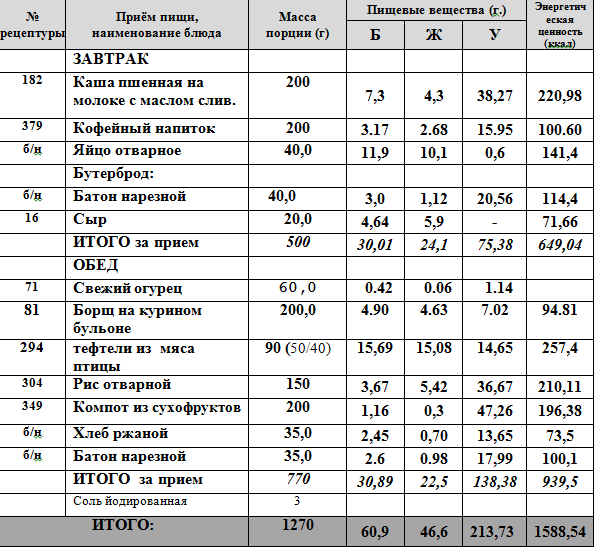 № рецептуры Приём пищи, наименование блюда Масса порции (г) Пищевые вещества (г.) Энергетическая ценность (ккал)
Б Ж У
ЗАВТРАК
182 Каша пшенная на молоке с маслом слив. 200 7,3 4,3 38,27 220,98
379 Кофейный напиток 200 3.17 2.68 15.95 100.60
б/н Яйцо отварное 40,0 11,9 10,1 0,6 141,4
Бутерброд:
б/н Батон нарезной 40,0 3,0 1,12 20,56 114,4
16 Сыр 20,0 4,64 5,9 - 71,66
ИТОГО за прием 500 30,01 24,1 75,38 649,04
ОБЕД
71 Свежий огурец 60,0 0.42 0.06 1.14
81 Борщ на курином бульоне 200,0 4.90 4.63 7.02 94.81
294 тефтели из мяса птицы 90 (50/40) 15,69 15,08 14,65 257,4
304 Рис отварной 150 3,67 5,42 36,67 210,11
349 Компот из сухофруктов 200 1,16 0,3 47,26 196,38
б/н Хлеб ржаной 35,0 2,45 0,70 13,65 73,5
б/н Батон нарезной 35,0 2.6 0.98 17,99 100,1
ИТОГО за прием 770 30,89 22,5 138,38 939,5
Соль йодированная 3
ИТОГО: 1270 60,9 46,6 213,73 1588,54